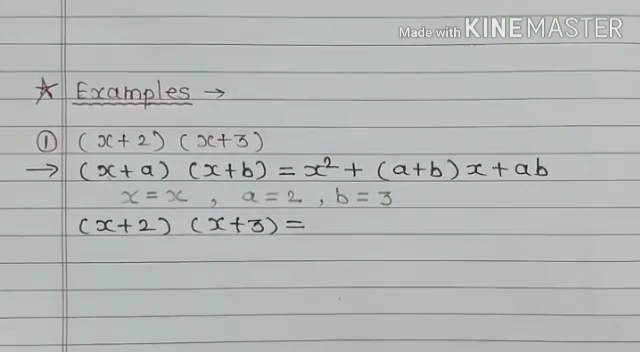 Made with KINEMASTER
☆ Examples →
① (x+2) (x+3)
→ (x+a) (x+b) = x² + (a+b) x + ab
x = x , a = 2 , b = 3
(x+2) (x+3) =